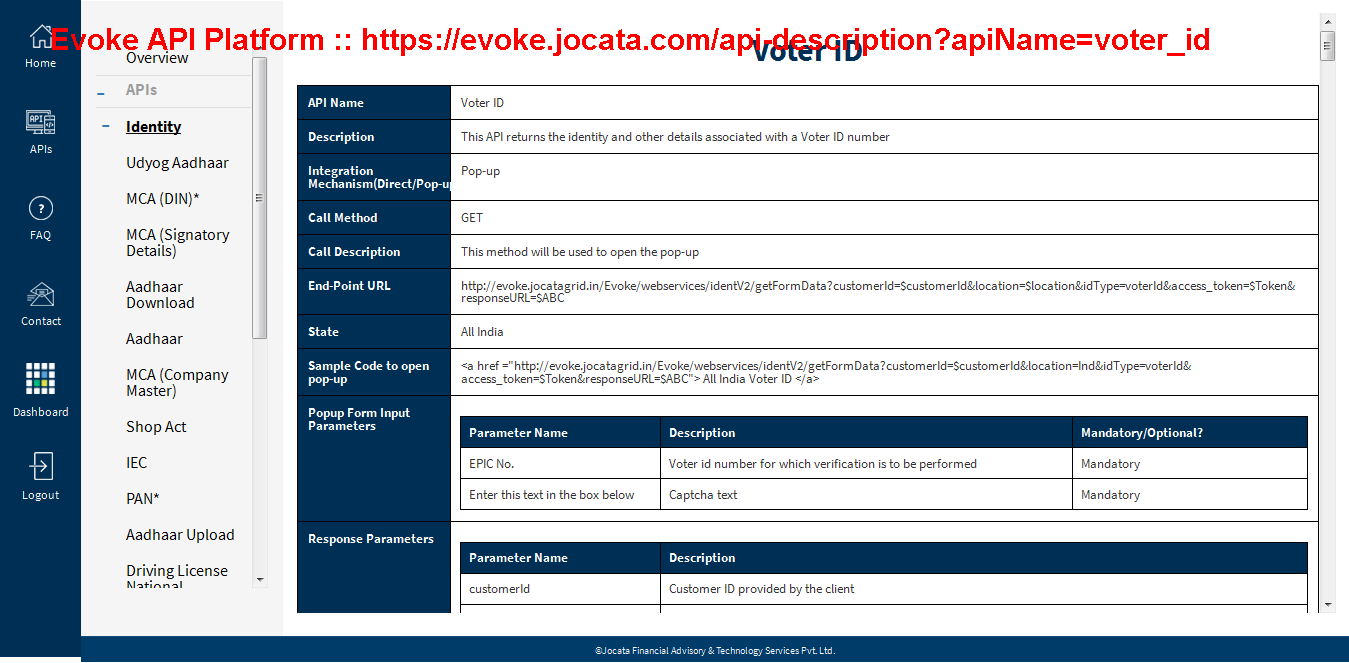 Evoke API Platform :: https://evoke.jocata.com/api-description?apiName=voter_id
Home
APIs
FAQ
Contact
Dashboard
Logout
Overview
APIs
Identity
Udyog Aadhaar
MCA (DIN)*
MCA (Signatory
Details)
Aadhaar
Download
Aadhaar
MCA (Company
Master)
Shop Act
IEC
PAN*
Aadhaar Upload
Driving License
National
Voter ID
API Name Voter ID
Description This API returns the identity and other details associated with a Voter ID number
Integration Pop-up
Mechanism(Direct/Pop-up
Call Method GET
Call Description This method will be used to open the pop-up
End-Point URL http://evoke.jocatagrid.in/Evoke/webservices/identV2/getFormData?customerId=$customerId&location=$location&idType=voterId&access_token=$Token&
responseURL=$ABC
State All India
Sample Code to open <a href ="http://evoke.jocatagrid.in/Evoke/webservices/identV2/getFormData?customerId=$customerId&location=Ind&idType=voterId&
pop-up access_token=$Token&responseURL=$ABC"> All India Voter ID </a>
Popup Form Input
Parameters
Parameter Name Description Mandatory/Optional?
EPIC No. Voter id number for which verification is to be performed Mandatory
Enter this text in the box below Captcha text Mandatory
Response Parameters
Parameter Name Description
customerId Customer ID provided by the client
©Jocata Financial Advisory & Technology Services Pvt. Ltd.